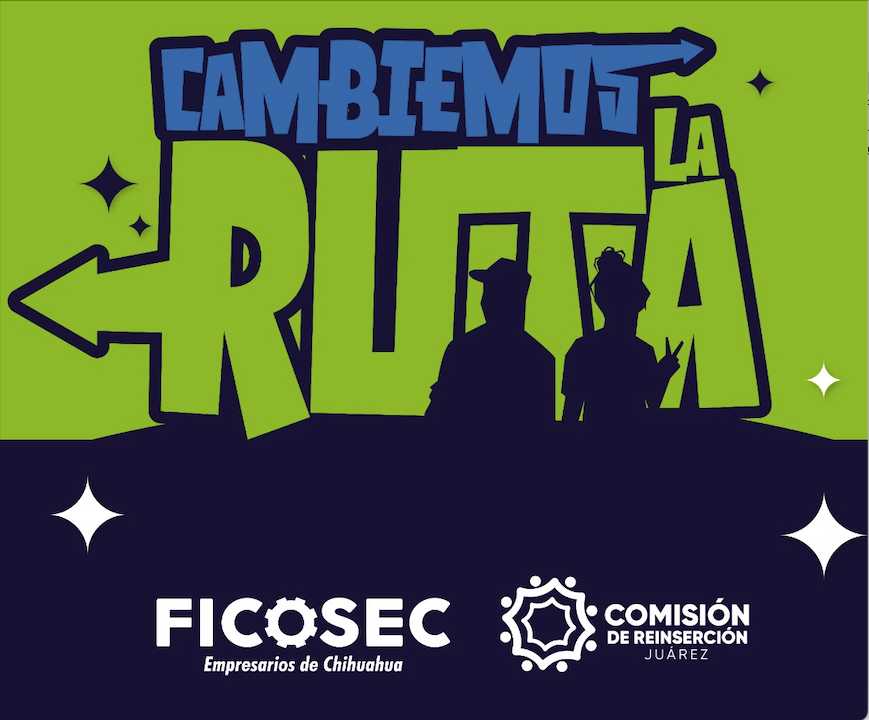 CAMBIEMOS
LA
RUTA
FICOSEC
Empresarios de Chihuahua
COMISIÓN
DE REINSERCIÓN
JUÁREZ